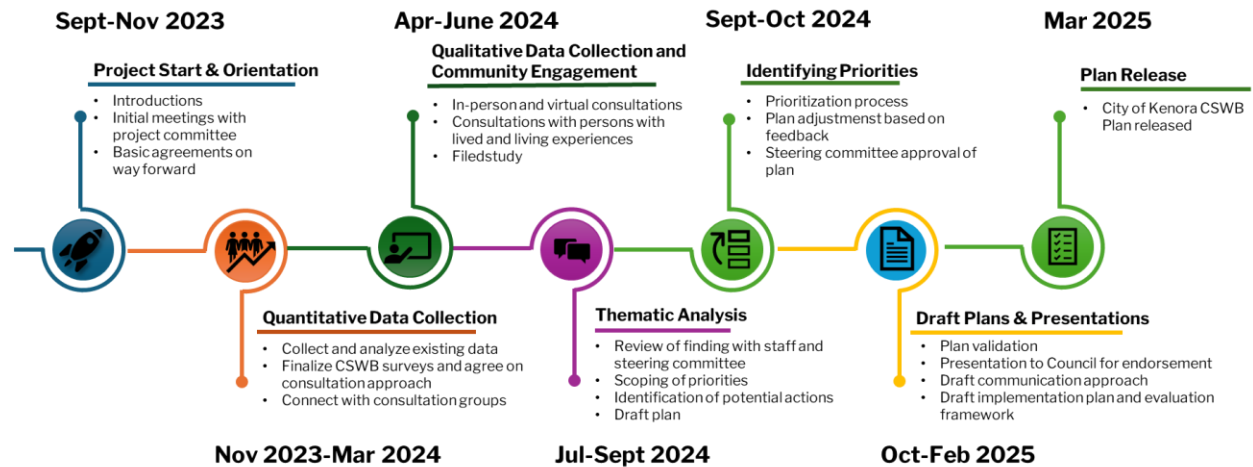 Sept-Nov 2023
Apr-June 2024
Sept-Oct 2024
Mar 2025
Project Start & Orientation
• Introductions
• Initial meetings with
project committee
• Basic agreements on
way forward
Qualitative Data Collection and
Community Engagement
• In-person and virtual consultations
• Consultations with persons with
lived and living experiences
• Filedstudy
Identifying Priorities
• Prioritization process
• Plan adjustmenst based on
feedback
• Steering committee approval of
plan
Plan Release
• City of Kenora CSWB
Plan released
Quantitative Data Collection
• Collect and analyze existing data
• Finalize CSWB surveys and agree on
consultation approach
• Connect with consultation groups
Thematic Analysis
• Review of finding with staff and
steering committee
• Scoping of priorities
• Identification of potential actions
• Draft plan
Draft Plans & Presentations
• Plan validation
• Presentation to Council for endorsement
• Draft communication approach
• Draft implementation plan and evaluation
framework
Nov 2023-Mar 2024
Jul-Sept 2024
Oct-Feb 2025